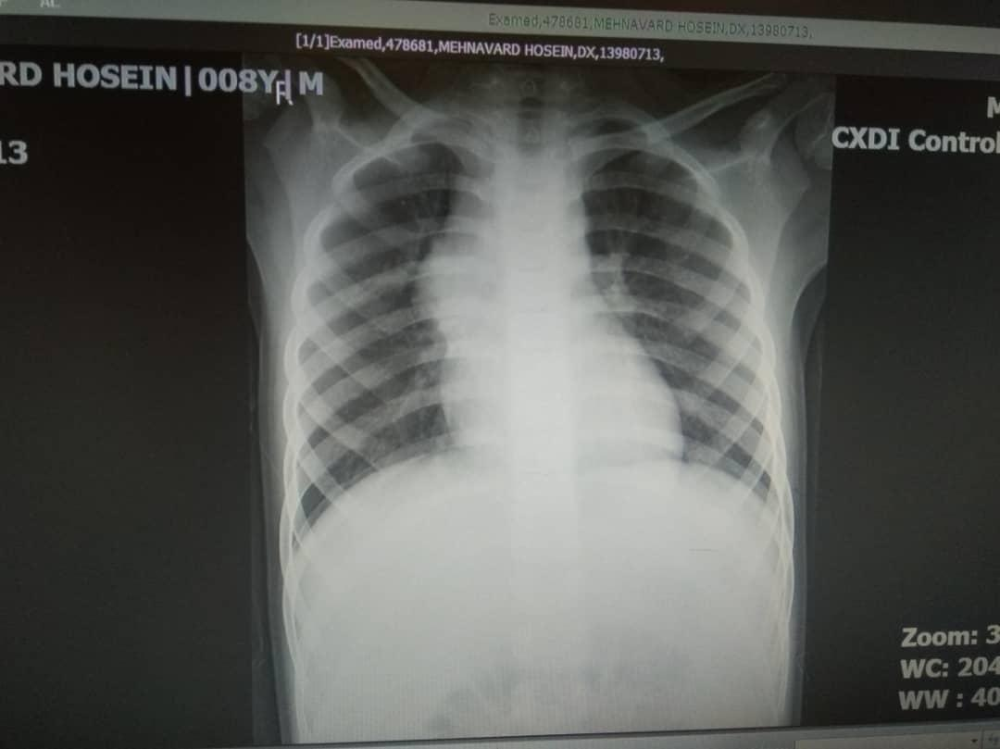 Examed,478681,MEHNAVARD HOSEIN,DX,13980713,
[1/1]Examed,478681,MEHNAVARD HOSEIN,DX,13980713,
RD HOSEIN | 008Y | M
R
13
M
CXDI Control
Zoom: 3
WC: 204
WW : 40